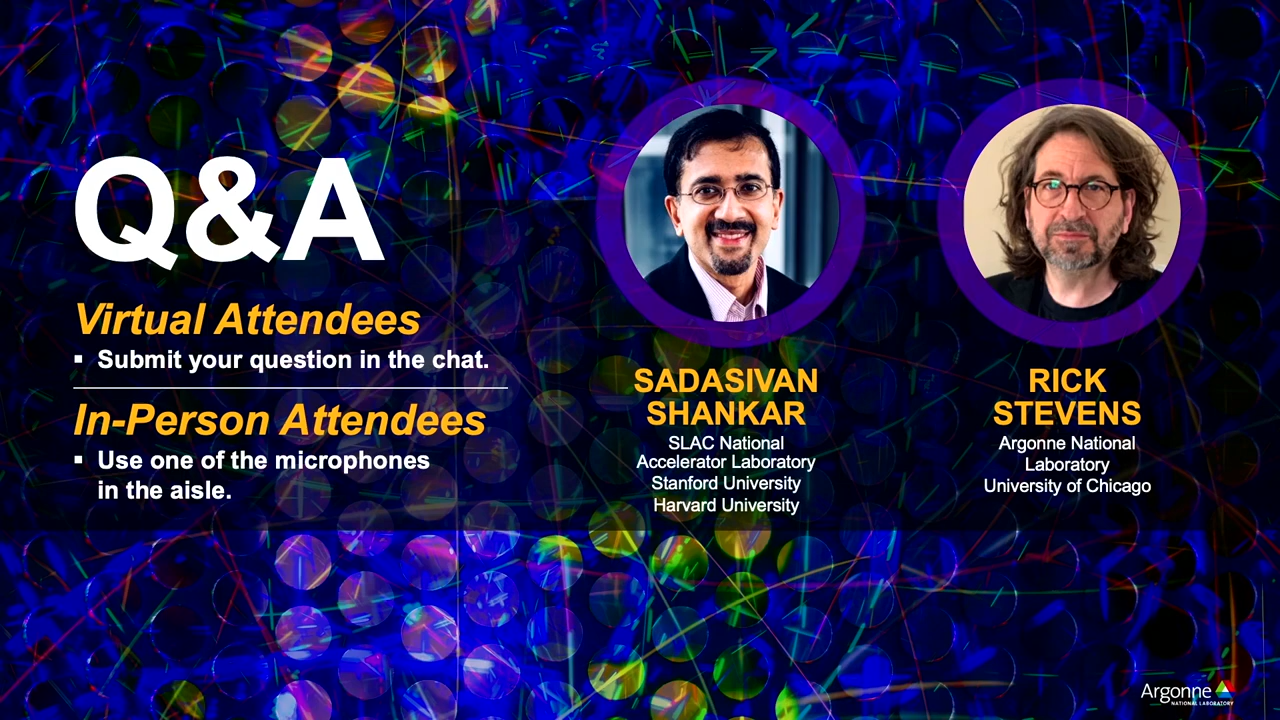 Q&A
Virtual Attendees
▪ Submit your question in the chat.
In-Person Attendees
▪ Use one of the microphones
in the aisle.
SADASIVAN
SHANKAR
SLAC National
Accelerator Laboratory
Stanford University
Harvard University
RICK
STEVENS
Argonne National
Laboratory
University of Chicago
Argonne
NATIONAL LABORATORY